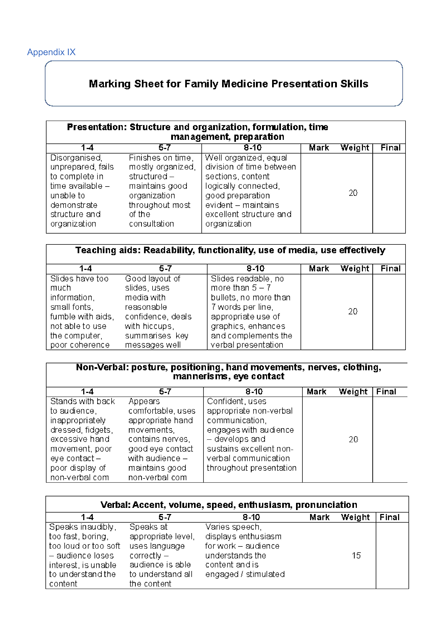 Appendix IX
Marking Sheet for Family Medicine Presentation Skills
Presentation: Structure and organization, formulation, time
management, preparation
1-4 5-7 8-10 Mark Weight Final
Disorganised,
unprepared, fails
to complete in
time available –
unable to
demonstrate
structure and
organization
Finishes on time,
mostly organized,
structured –
maintains good
organization
throughout most
of the
consultation
Well organized, equal
division of time between
sections, content
logically connected,
good preparation
evident – maintains
excellent structure and
organization
20
Teaching aids: Readability, functionality, use of media, use effectively
1-4 5-7 8-10 Mark Weight Final
Slides have too
much
information,
small fonts,
fumble with aids,
not able to use
the computer,
poor coherence
Good layout of
slides, uses
media with
reasonable
confidence, deals
with hiccups,
summarises key
messages well
Slides readable, no
more than 5 – 7
bullets, no more than
7 words per line,
appropriate use of
graphics, enhances
and complements the
verbal presentation
20
Non-Verbal: posture, positioning, hand movements, nerves, clothing,
mannerisms, eye contact
1-4 5-7 8-10 Mark Weight Final
Stands with back
to audience,
inappropriately
dressed, fidgets,
excessive hand
movement, poor
eye contact –
poor display of
non-verbal com
Appears
comfortable, uses
appropriate hand
movements,
contains nerves,
good eye contact
with audience –
maintains good
non-verbal com
Confident, uses
appropriate non-verbal
communication,
engages with audience
– develops and
sustains excellent non-
verbal communication
throughout presentation
20
Verbal: Accent, volume, speed, enthusiasm, pronunciation
1-4 5-7 8-10 Mark Weight Final
Speaks inaudibly,
too fast, boring,
too loud or too soft
– audience loses
interest, is unable
to understand the
content
Speaks at
appropriate level,
uses language
correctly –
audience is able
to understand all
the content
Varies speech,
displays enthusiasm
for work – audience
understands the
content and is
engaged / stimulated
15